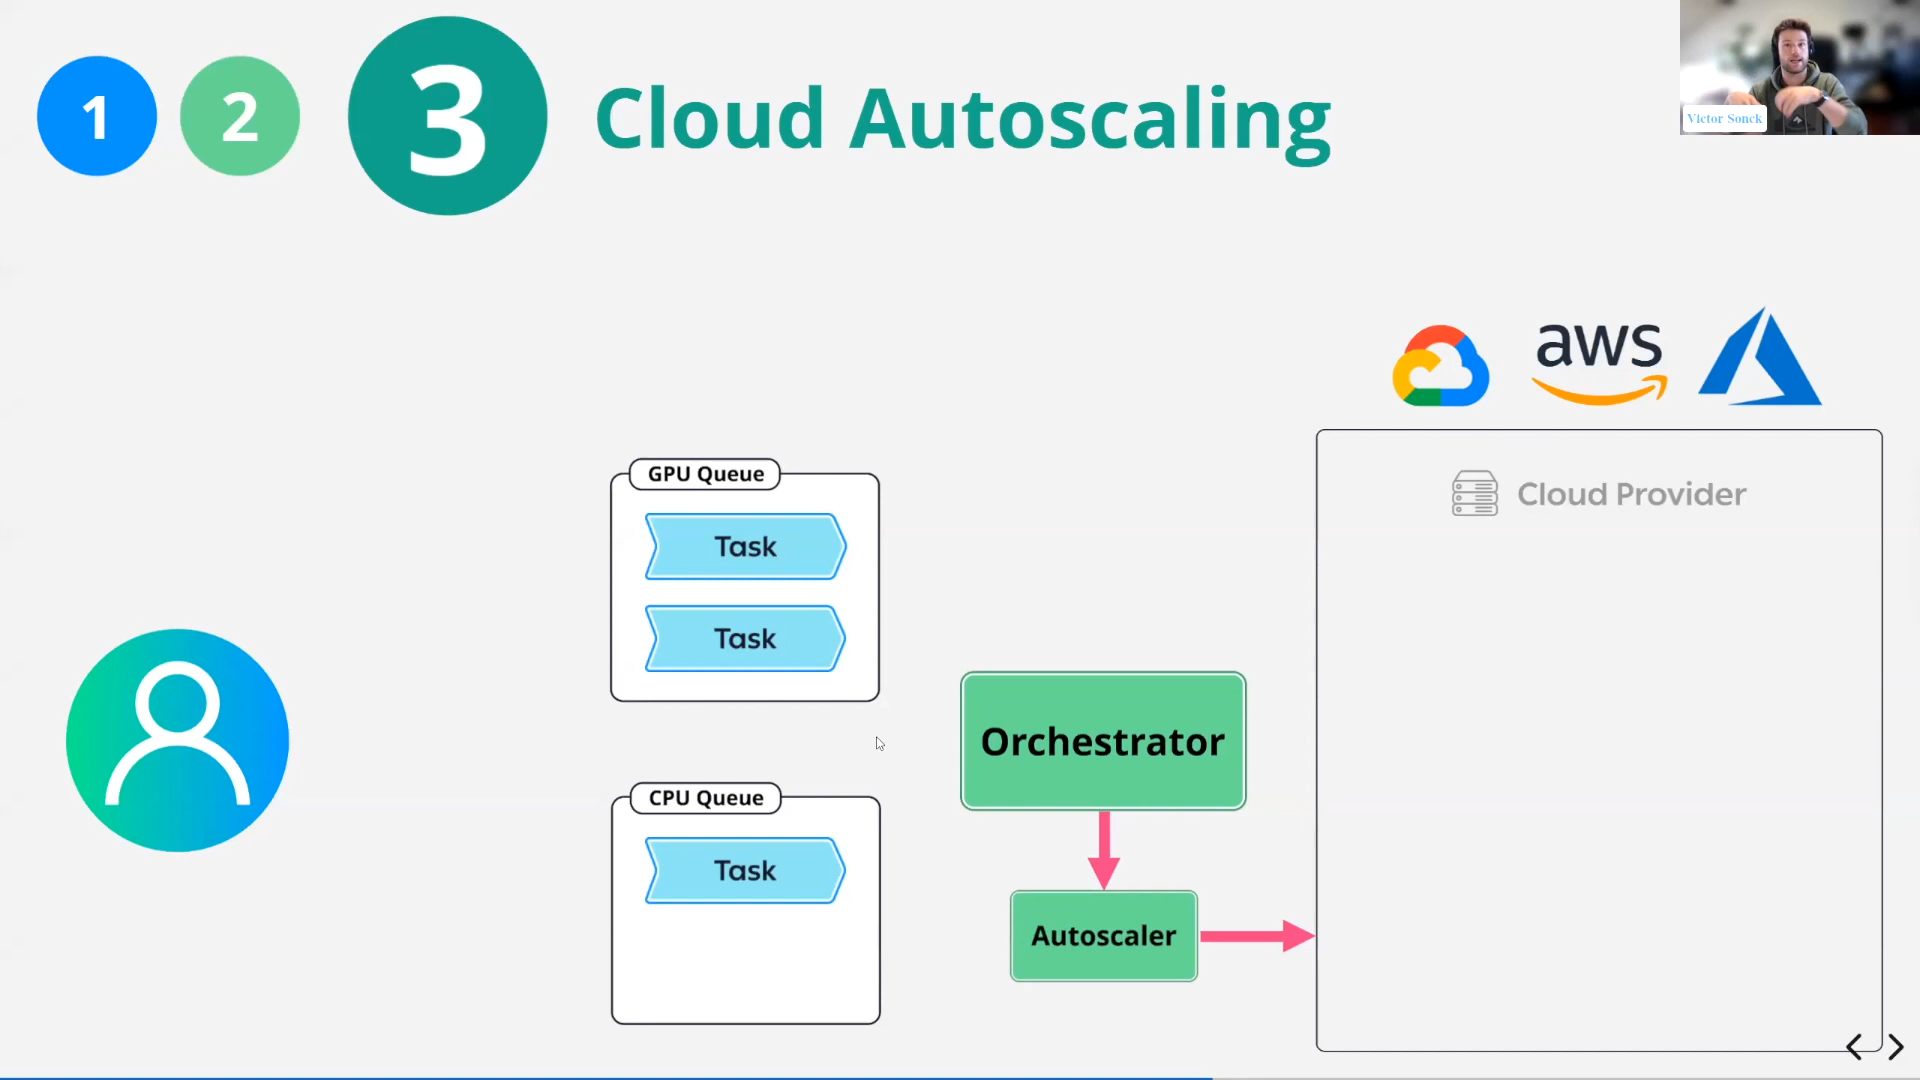 1
2
3
Cloud Autoscaling
Victor Sonck
aws
GPU Queue
Task
Task
CPU Queue
Task
Orchestrator
Autoscaler
Cloud Provider